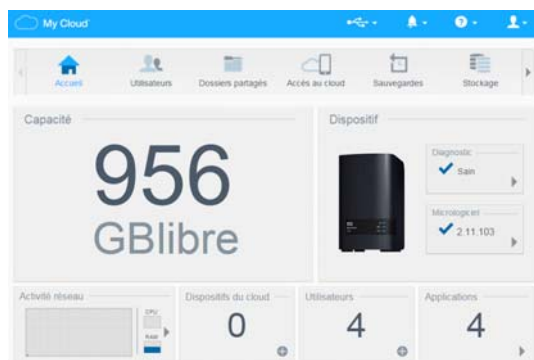 My Cloud
Accueil
Utilisateurs
Dossiers partagés
Accès au cloud
Sauvegardes
Stockage
Capacité
956
GBlibre
Dispositif
Diagnostic
Sain
Micrologiciel
2.11.103
Activité réseau
CPU
RAM
Dispositifs du cloud
0
Utilisateurs
4
Applications
4